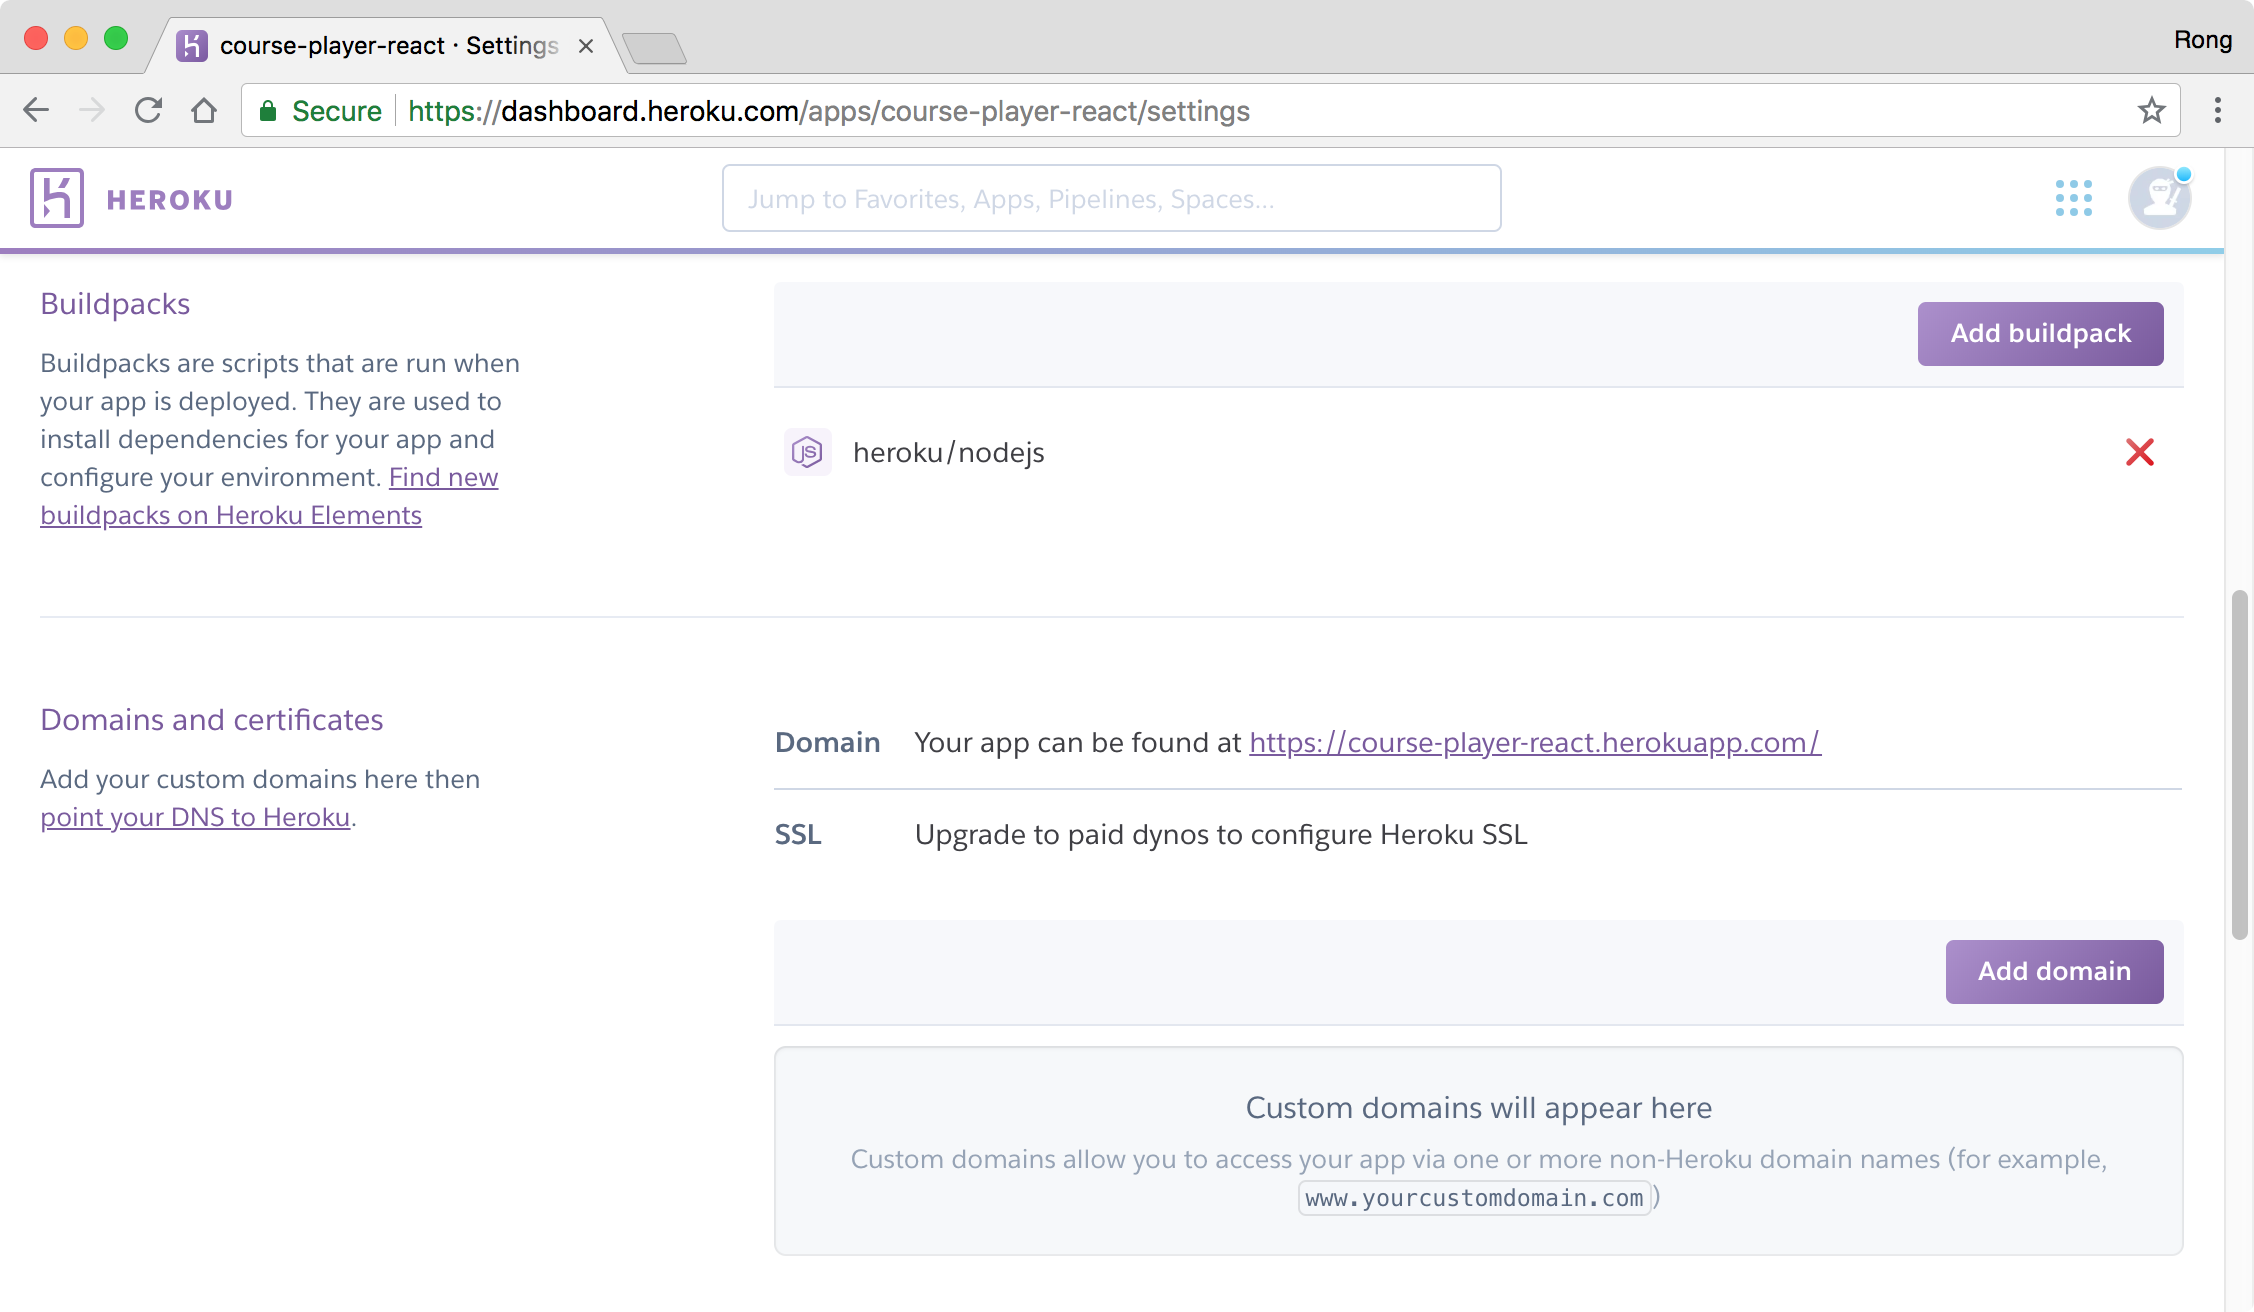 course-player-react · Settings
Rong
Secure
https://dashboard.heroku.com/apps/course-player-react/settings
HEROKU
Jump to Favorites, Apps, Pipelines, Spaces...
Buildpacks
Add buildpack
Buildpacks are scripts that are run when
your app is deployed. They are used to
install dependencies for your app and
configure your environment. Find new
buildpacks on Heroku Elements
JS heroku/nodejs
Domains and certificates
Add your custom domains here then
point your DNS to Heroku.
Domain Your app can be found at https://course-player-react.herokuapp.com/
SSL Upgrade to paid dynos to configure Heroku SSL
Add domain
Custom domains will appear here
Custom domains allow you to access your app via one or more non-Heroku domain names (for example,
www.yourcustomdomain.com)